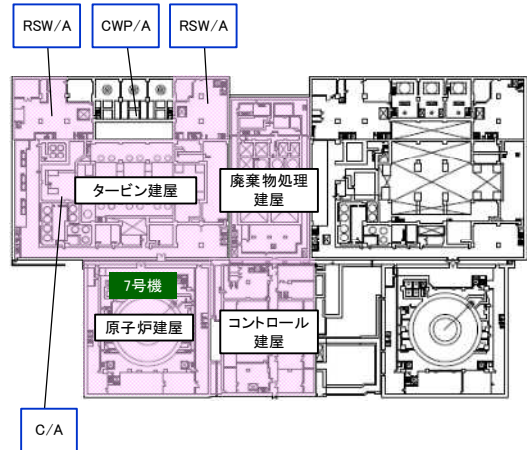 RSW/A
CWP/A
RSW/A
タービン建屋
廃棄物処理
建屋
7号機
原子炉建屋
コントロール
建屋
C/A